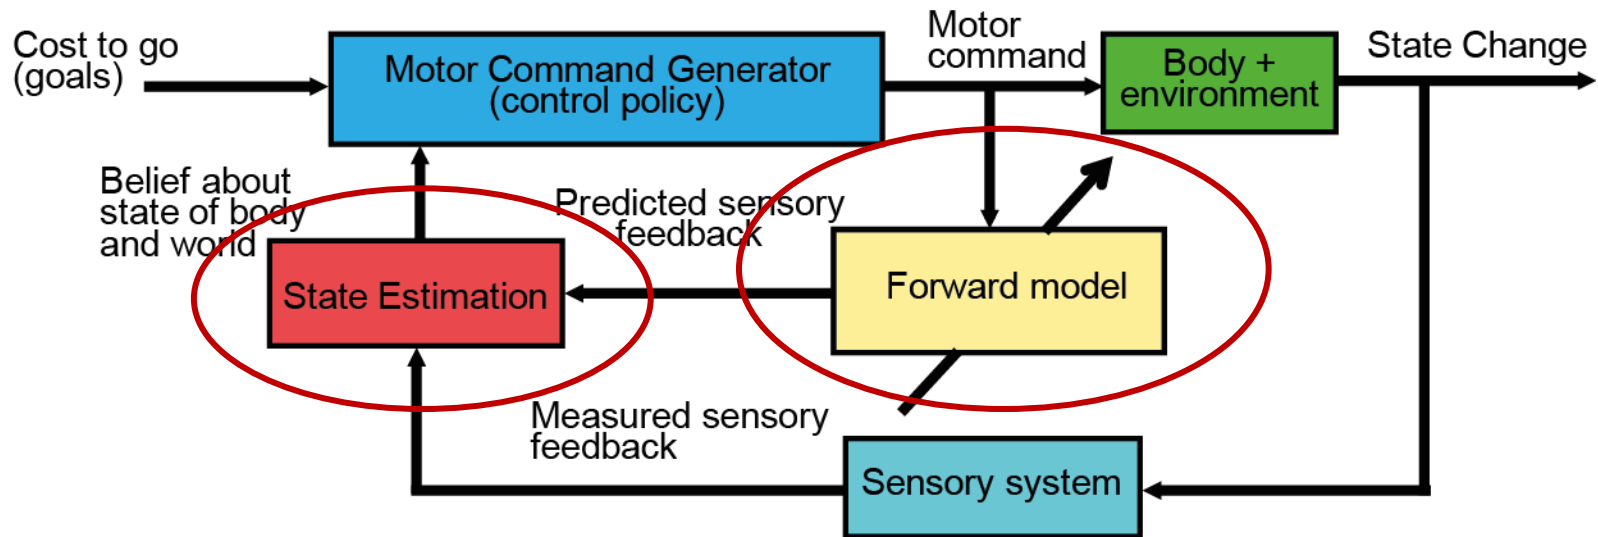 Cost to go
(goals)
Motor Command Generator
(control policy)
Motor
command
Body +
environment
State Change
Belief about
state of body
and world
Predicted sensory
feedback
State Estimation
Forward model
Measured sensory
feedback
Sensory system